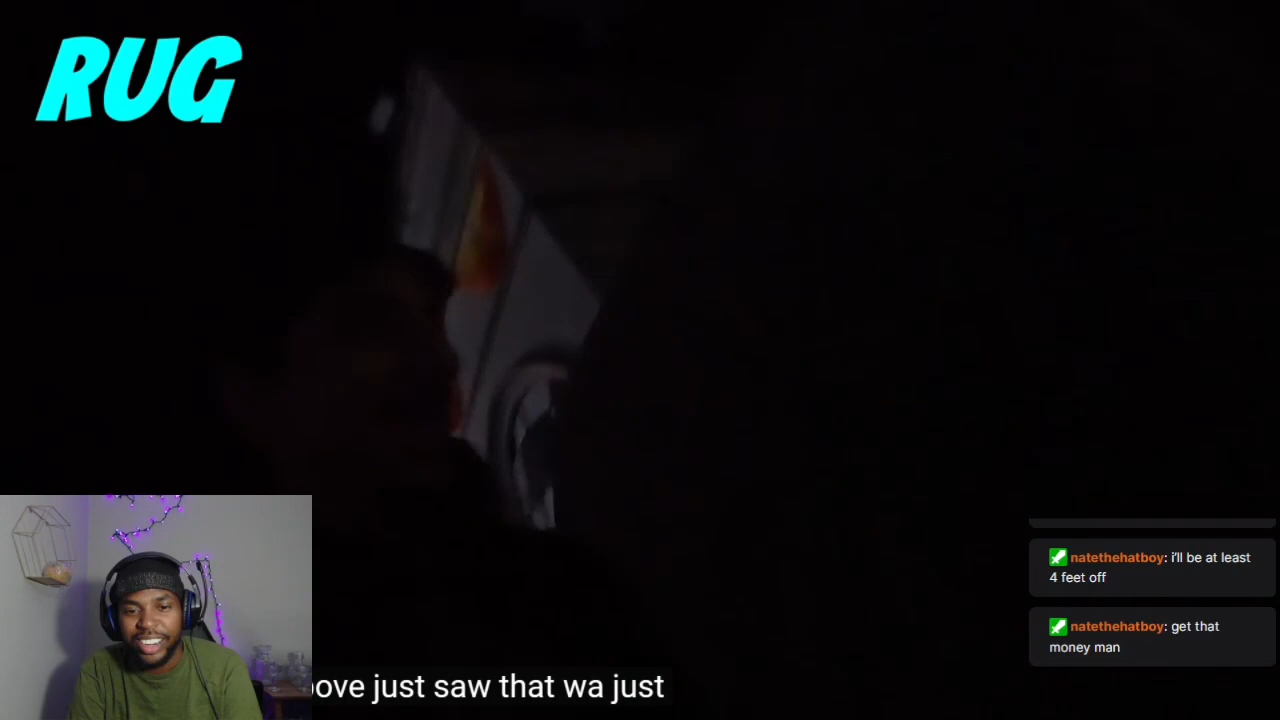 RUG
natethehatboy: i'll be at least
4 feet off
natethehatboy: get that
money man
just saw that wa just